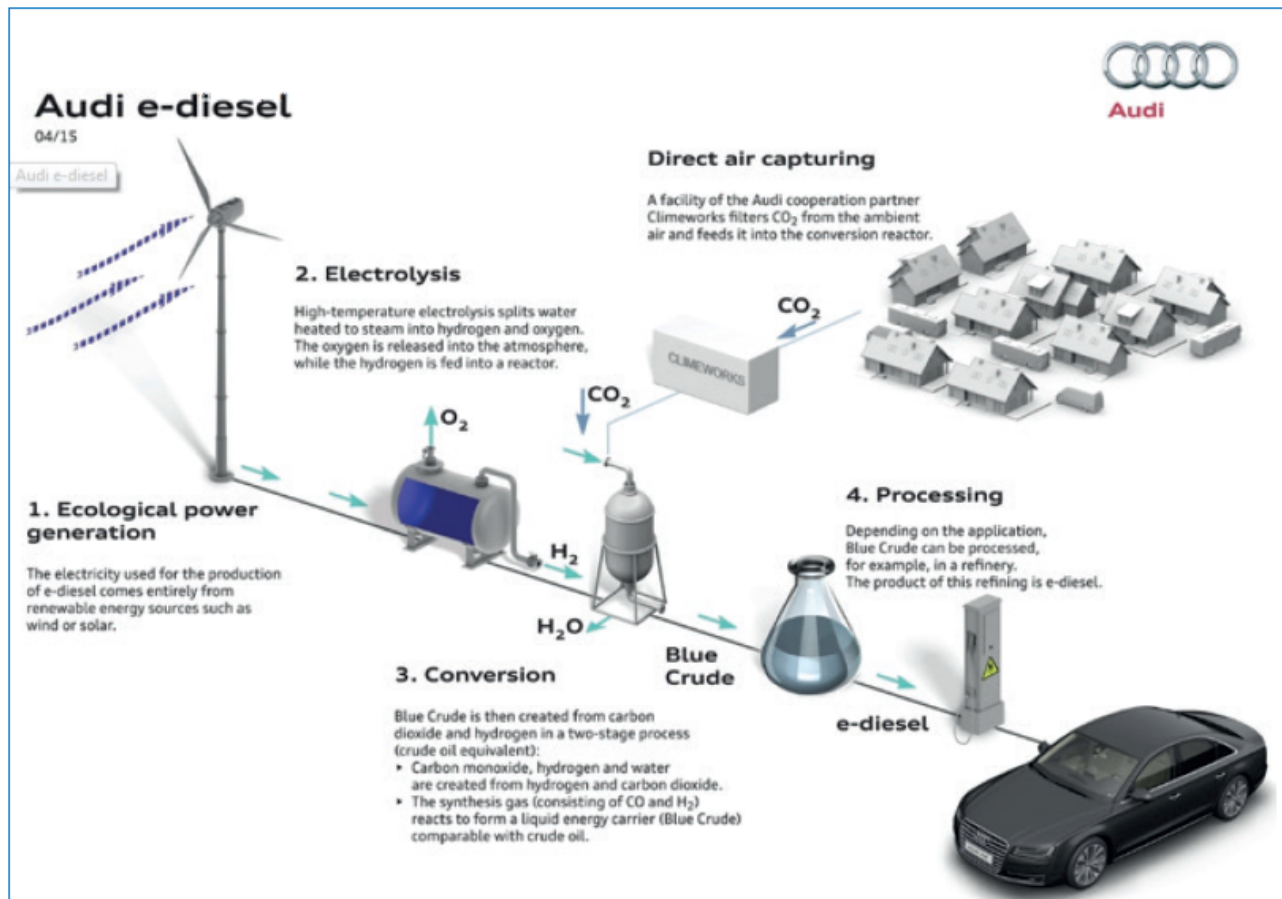 Audi e-diesel
04/15
Audi e-diesel
Audi
Direct air capturing
A facility of the Audi cooperation partner
Climeworks filters CO₂ from the ambient
air and feeds it into the conversion reactor.
2. Electrolysis
High-temperature electrolysis splits water
heated to steam into hydrogen and oxygen.
The oxygen is released into the atmosphere,
while the hydrogen is fed into a reactor.
CO₂
CLIMEWORKS
CO₂
O₂
1. Ecological power
generation
The electricity used for the production
of e-diesel comes entirely from
renewable energy sources such as
wind or solar.
H₂
H₂O
4. Processing
Depending on the application,
Blue Crude can be processed,
for example, in a refinery.
The product of this refining is e-diesel.
3. Conversion
Blue Crude is then created from carbon
dioxide and hydrogen in a two-stage process
(crude oil equivalent):
▸ Carbon monoxide, hydrogen and water
are created from hydrogen and carbon dioxide.
▸ The synthesis gas (consisting of CO and H₂)
reacts to form a liquid energy carrier (Blue Crude)
comparable with crude oil.
Blue
Crude
e-diesel